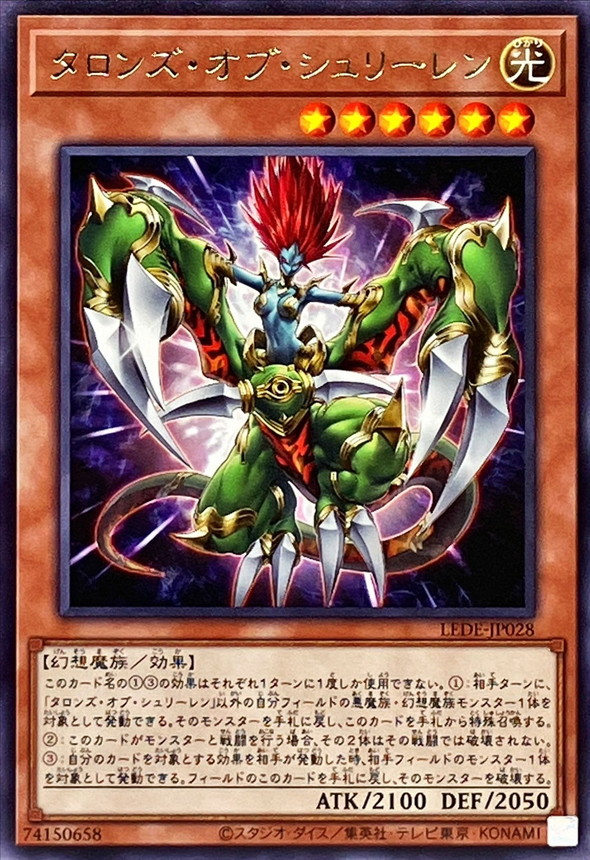 タロンズ・オブ・シュリーレン
光
LEDE-JP028
【幻想魔族／効果】
このカード名の①③の効果はそれぞれ1ターンに1度しか使用できない。①：相手ターンに、
「タロンズ・オブ・シュリーレン」以外の自分フィールドの悪魔族・幻想魔族モンスター1体を
対象として発動できる。そのモンスターを手札に戻し、このカードを手札から特殊召喚する。
②：このカードがモンスターと戦闘を行う場合、その2体はその戦闘では破壊されない。
③：自分のカードを対象とする効果を相手が発動した時、相手フィールドのモンスター1体
を対象として発動できる。フィールドのこのカードを手札に戻し、そのモンスターを破壊する。
ATK/2100 DEF/2050
74150658
©スタジオ・ダイス／集英社・テレビ東京・KONAMI